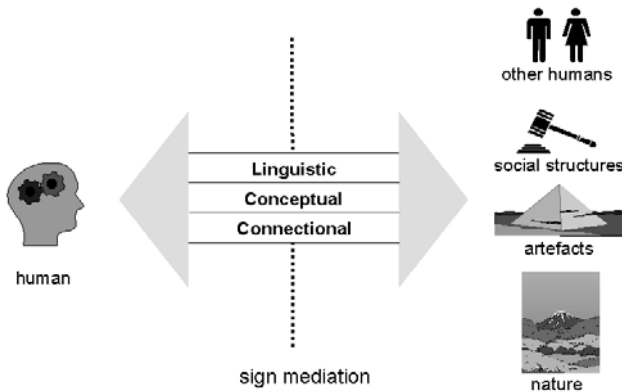 other humans
social structures
Linguistic
Conceptual
Connectional
artefacts
human
sign mediation
nature